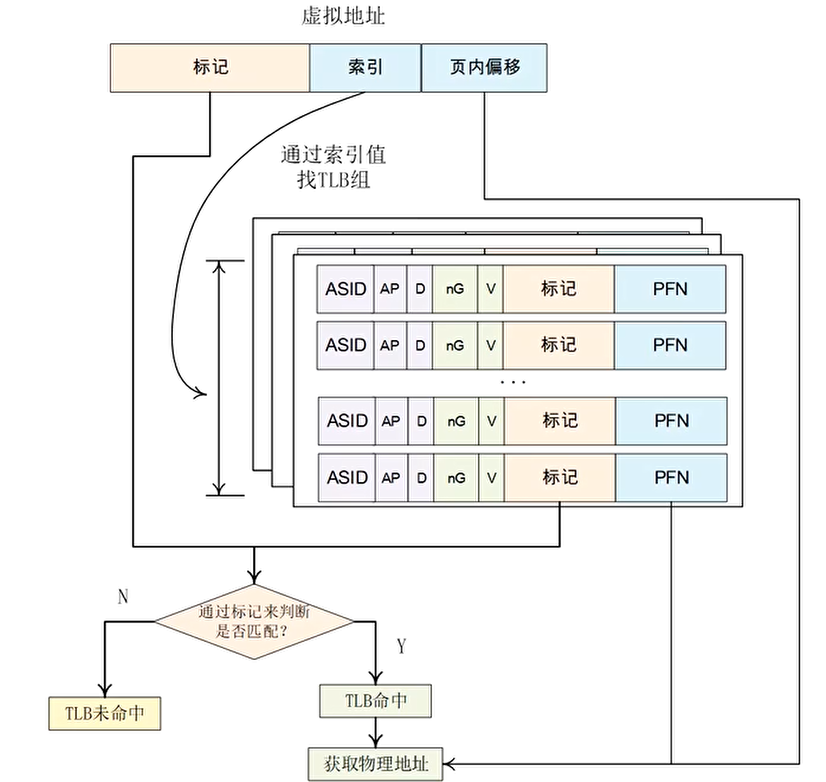 虚拟地址
标记 索引 页内偏移
通过索引值
找TLB组
ASID AP D nG V 标记 PFN
ASID AP D nG V 标记 PFN
...
ASID AP D nG V 标记 PFN
ASID AP D nG V 标记 PFN
N
通过标记来判断
是否匹配?
Y
TLB未命中
TLB命中
获取物理地址